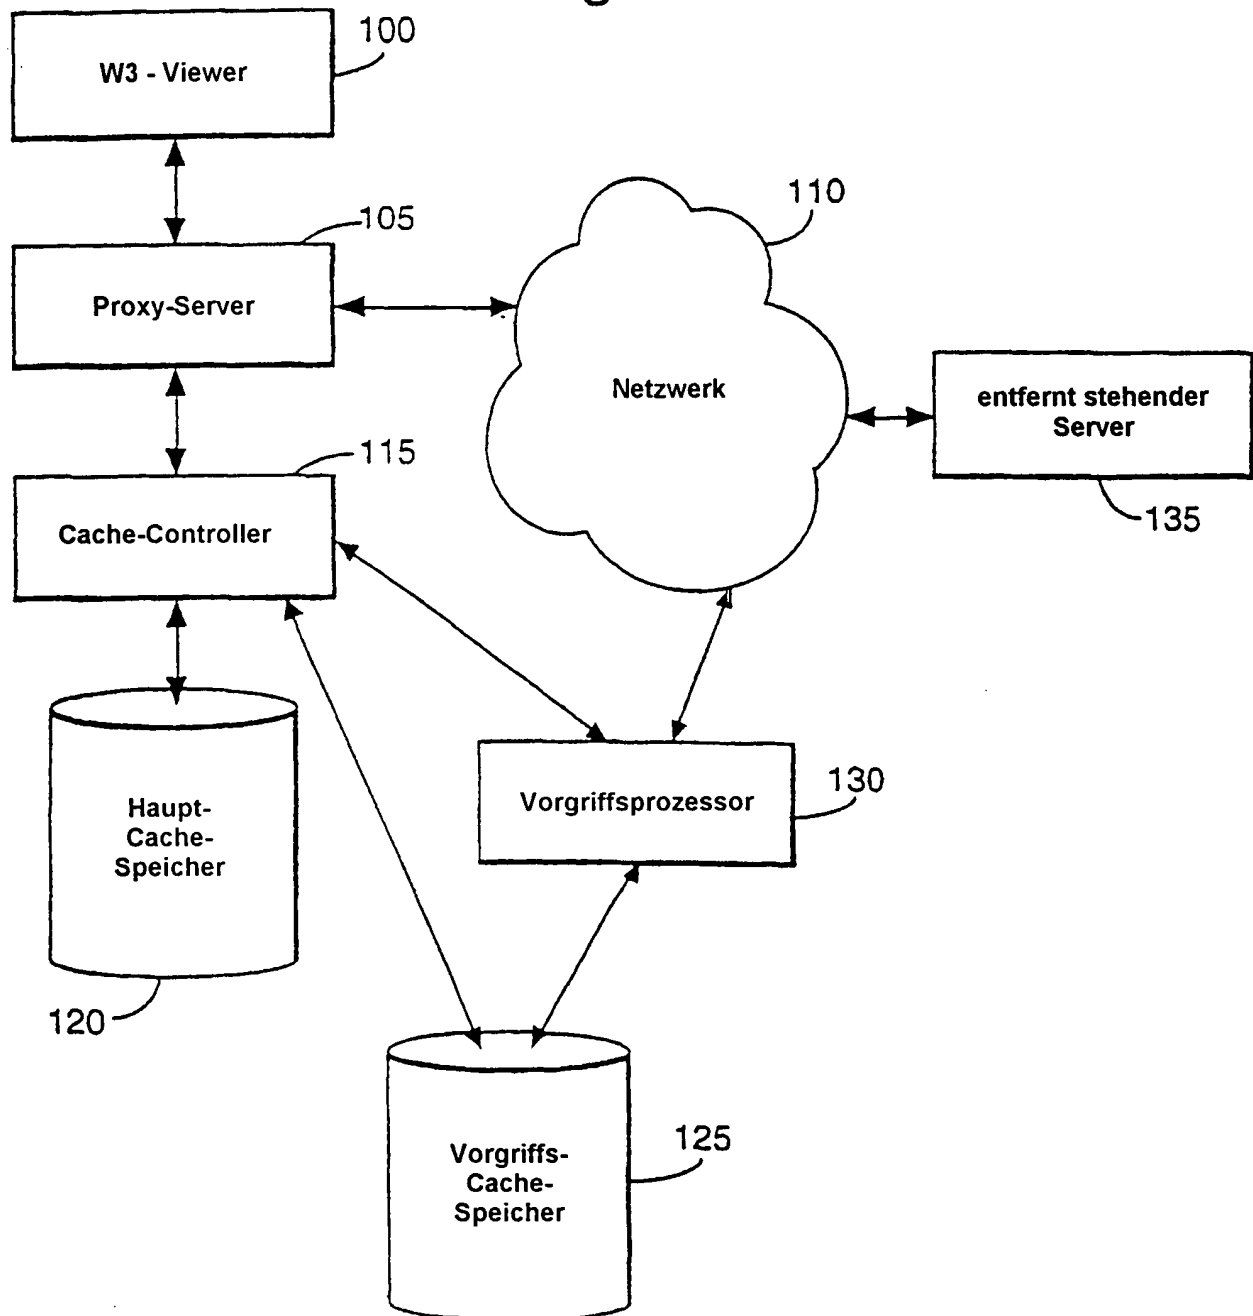 100
W3 - Viewer
110
105
Proxy-Server
Netzwerk
entfernt stehender
Server
115
135
Cache-Controller
130
Vorgriffsprozessor
Haupt-
Cache-
Speicher
120
125
Vorgriffs-
Cache-
Speicher